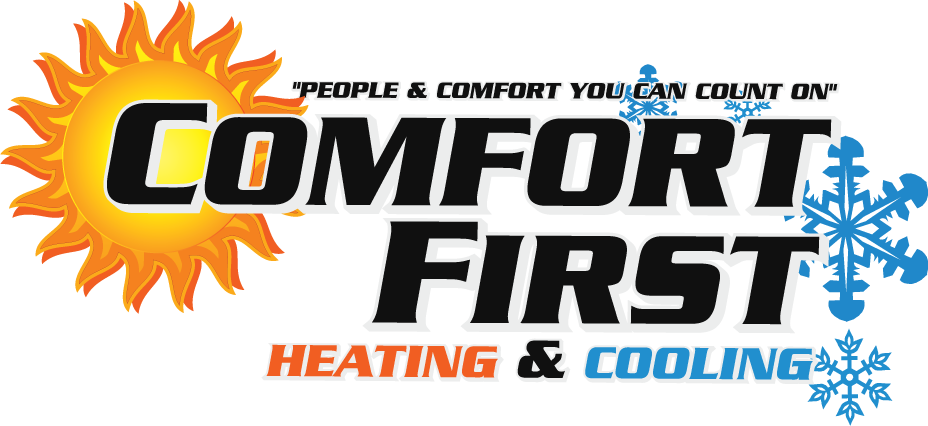 "PEOPLE & COMFORT YOU CAN COUNT ON"
COMFORT
FIRST
HEATING & COOLING